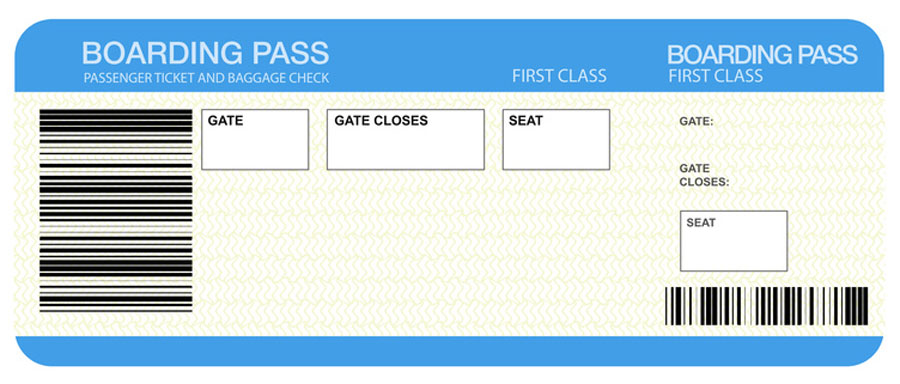 BOARDING PASS
PASSENGER TICKET AND BAGGAGE CHECK
FIRST CLASS
GATE
GATE CLOSES
SEAT
BOARDING PASS
FIRST CLASS
GATE:
GATE
CLOSES:
SEAT